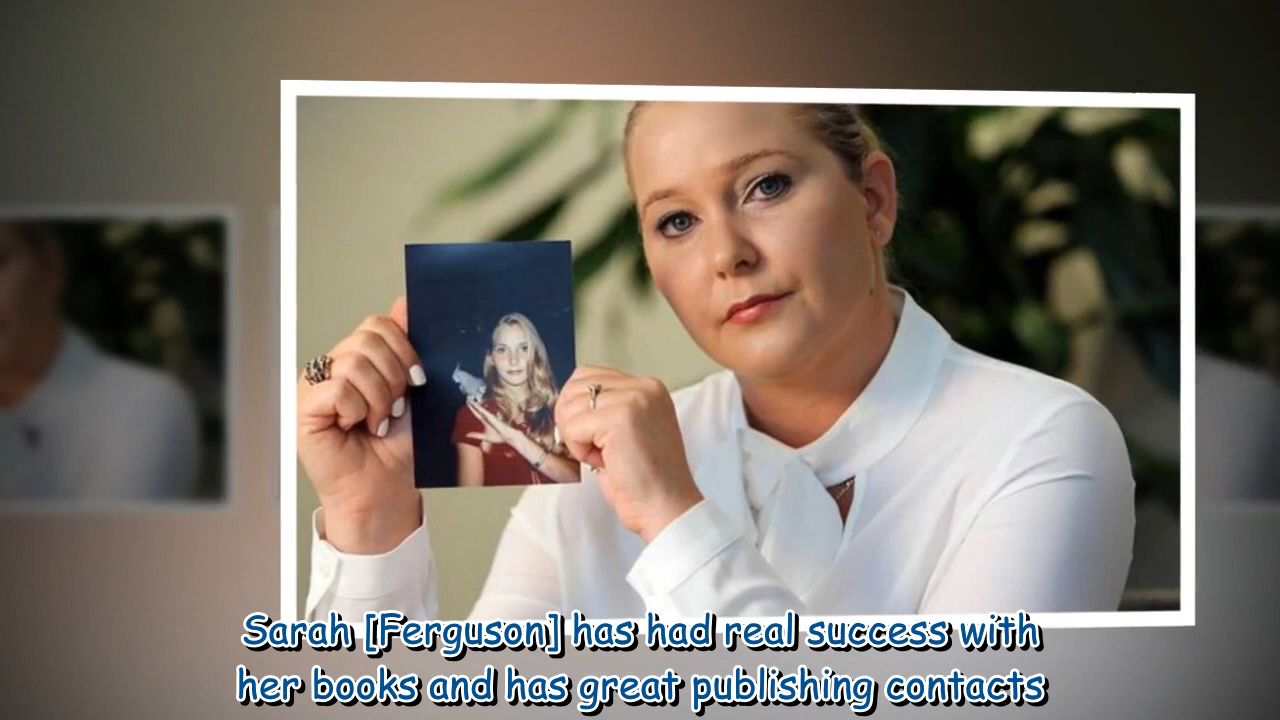 Sarah [Ferguson] has had real success with
her books and has great publishing contacts